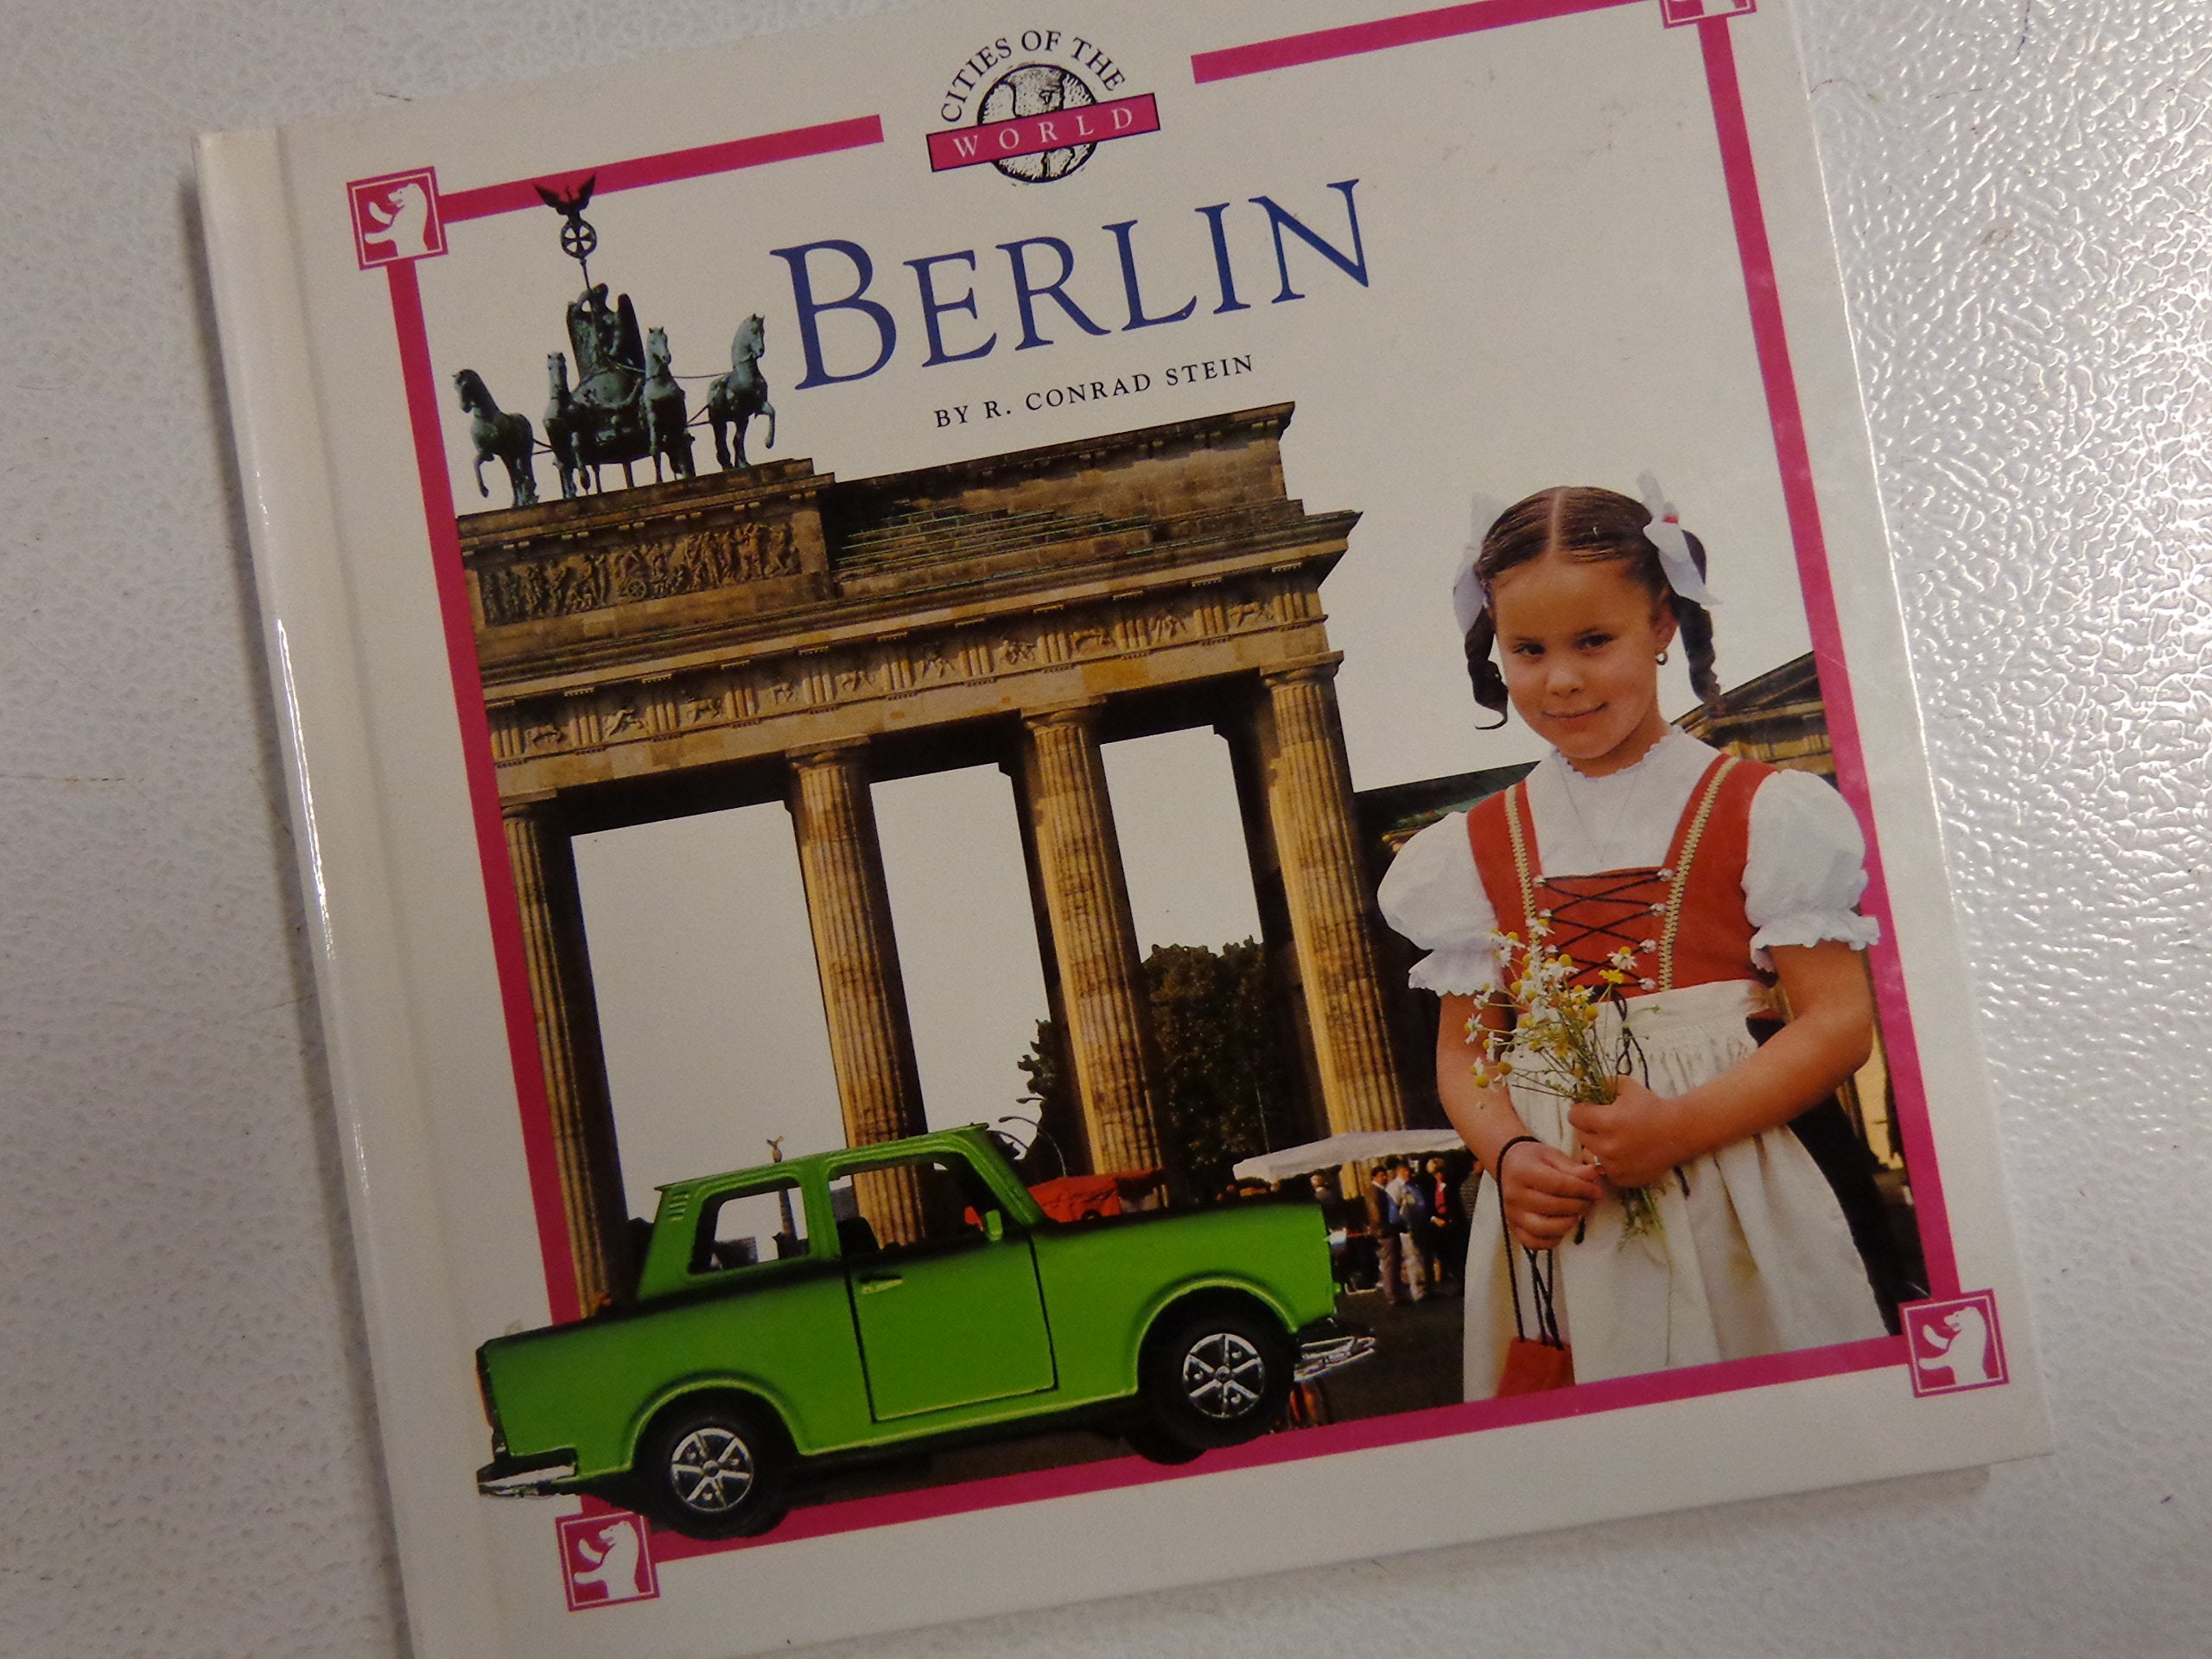 CITIES OF THE
WORLD
BERLIN
BY R. CONRAD STEIN